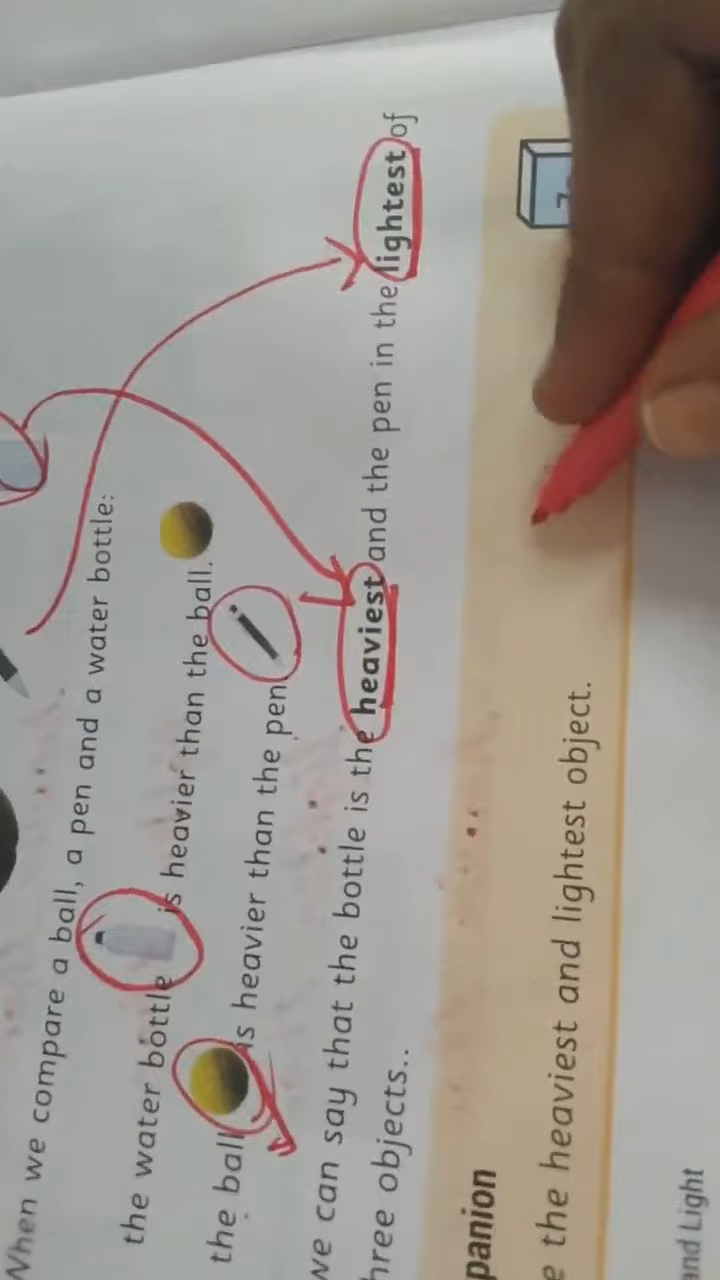 When we compare a ball, a pen and a water bottle:
the water bottle is heavier than the ball.
the ball is heavier than the pen.
we can say that the bottle is the heaviest and the pen in the lightest of
hree objects..
panion
e the heaviest and lightest object.
and Light